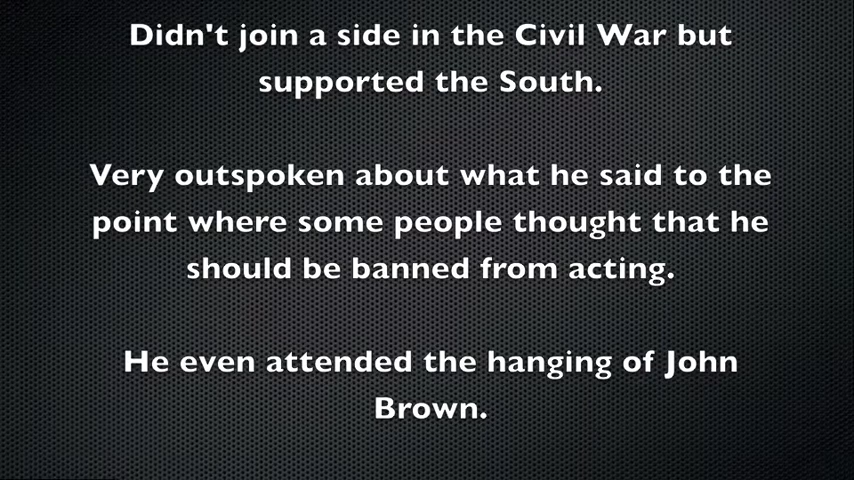 Didn't join a side in the Civil War but
supported the South.
Very outspoken about what he said to the
point where some people thought that he
should be banned from acting.
He even attended the hanging of John
Brown.